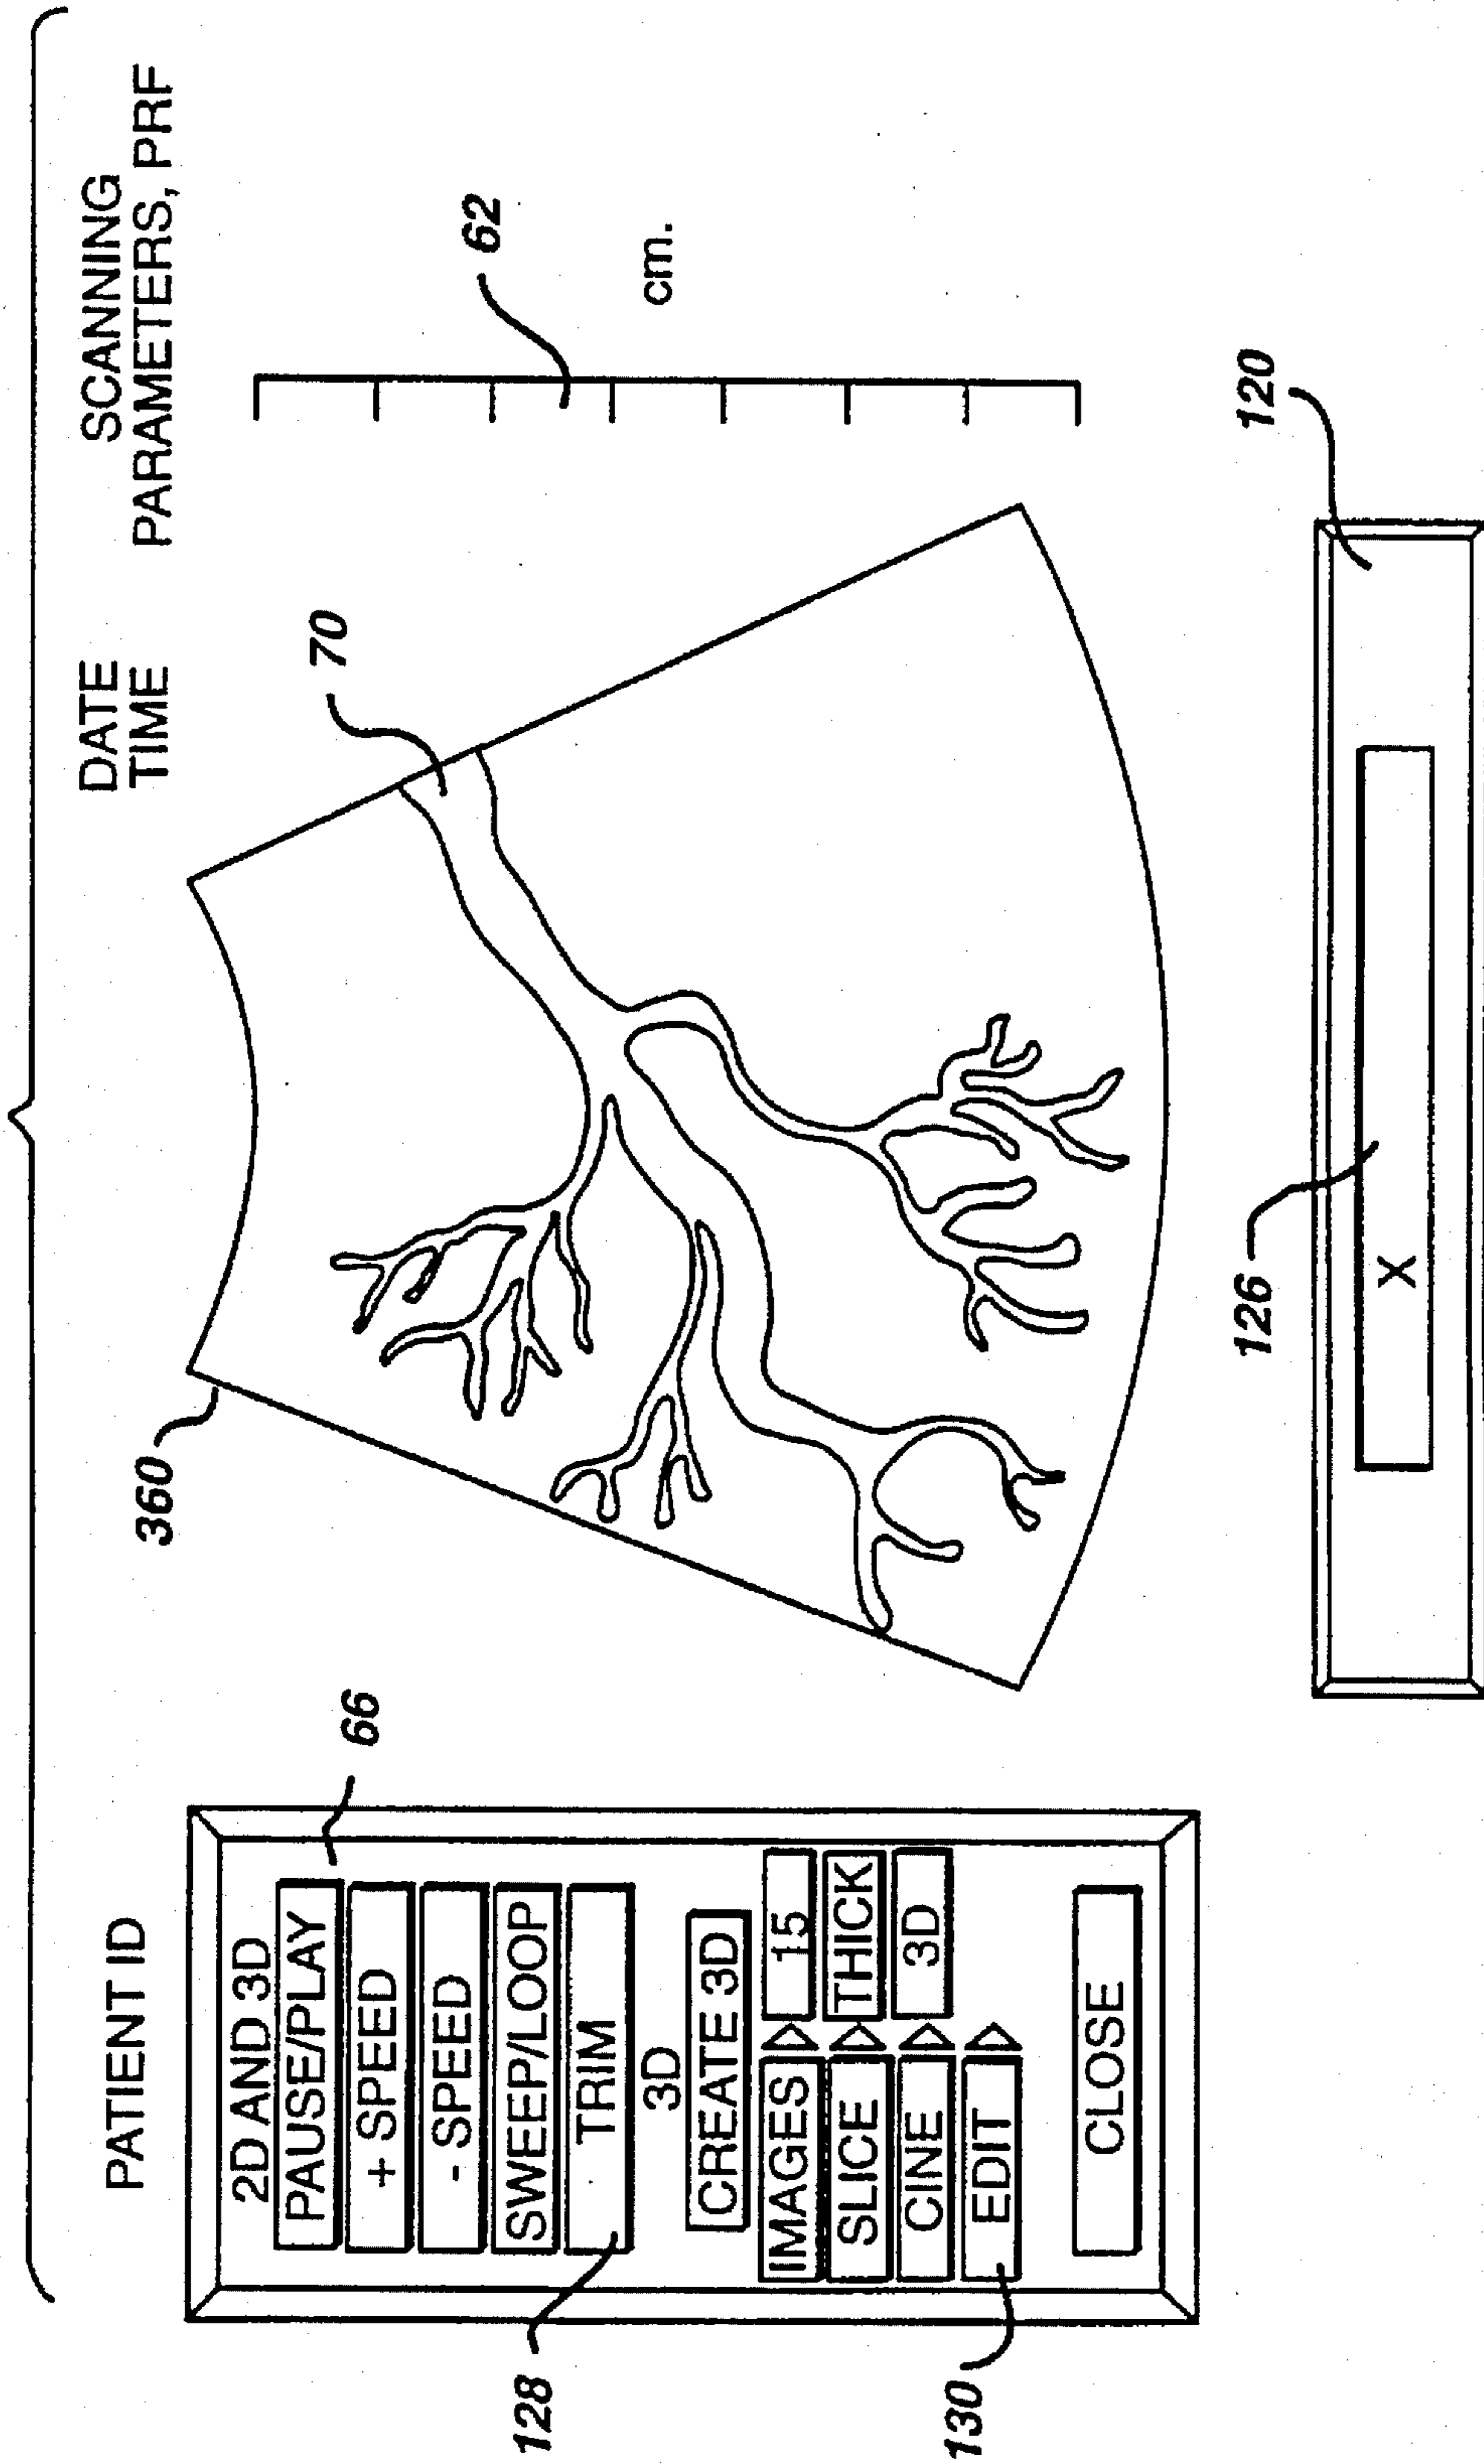 PATIENT ID
DATE
TIME
SCANNING
PARAMETERS, PRF
360
70
62
cm.
66
2D AND 3D
PAUSE/PLAY
+ SPEED
- SPEED
SWEEP/LOOP
TRIM
128
3D
CREATE 3D
IMAGES ▷ 15
SLICE ▷ THICK
CINE ▷ 3D
EDIT ▷
130
CLOSE
126
120
X